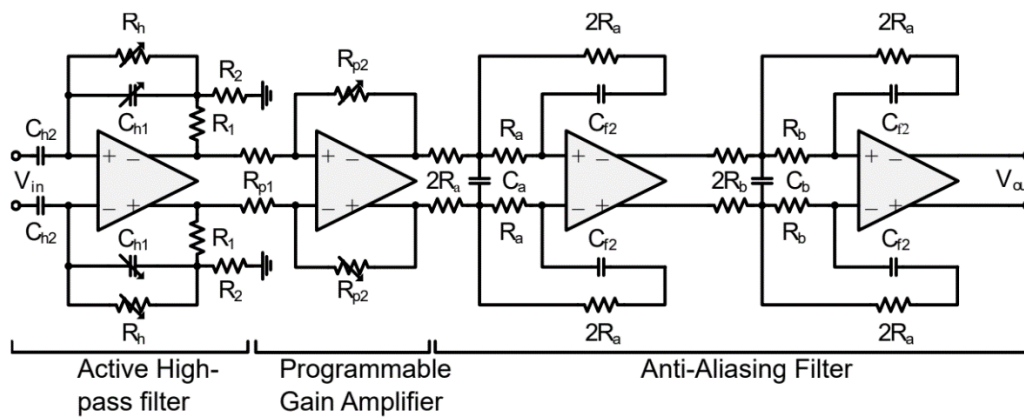 Rh
2Ra
2Ra
R2
Rp2
Ch2
Ch1
R1
Cf2
Cf2
Ra
Rb
Vin
Rp1
2Ra
Ca
2Rb
Cb
Vou
Ch2
Ch1
R1
Ra
Cf2
Rb
Cf2
R2
Rp2
Rh
2Ra
2Ra
Active High-
pass filter
Programmable
Gain Amplifier
Anti-Aliasing Filter